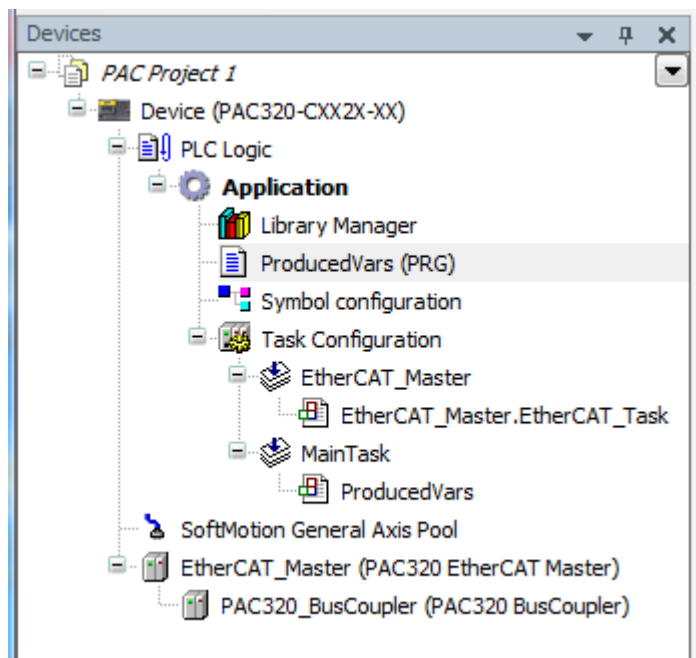 Devices
PAC Project 1
Device (PAC320-CXX2X-XX)
PLC Logic
Application
Library Manager
ProducedVars (PRG)
Symbol configuration
Task Configuration
EtherCAT_Master
EtherCAT_Master.EtherCAT_Task
MainTask
ProducedVars
SoftMotion General Axis Pool
EtherCAT_Master (PAC320 EtherCAT Master)
PAC320_BusCoupler (PAC320 BusCoupler)